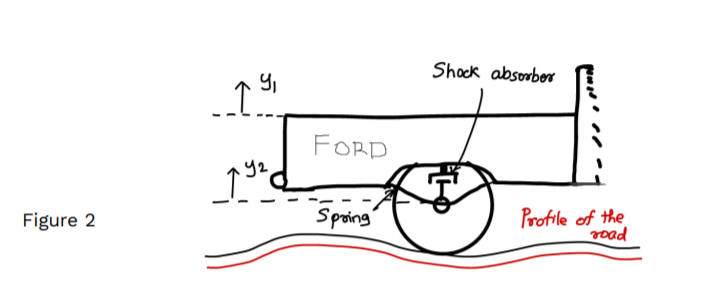 Shock absorber
y1
FORD
y2
Spring
Figure 2
Profile of the
road